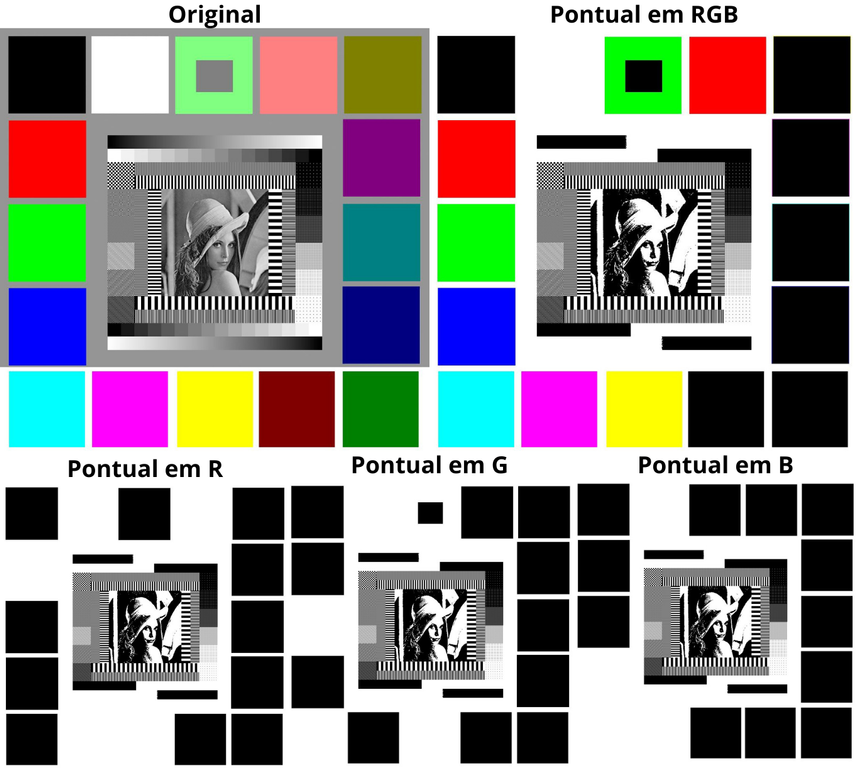 Original
Pontual em RGB
Pontual em R
Pontual em G
Pontual em B